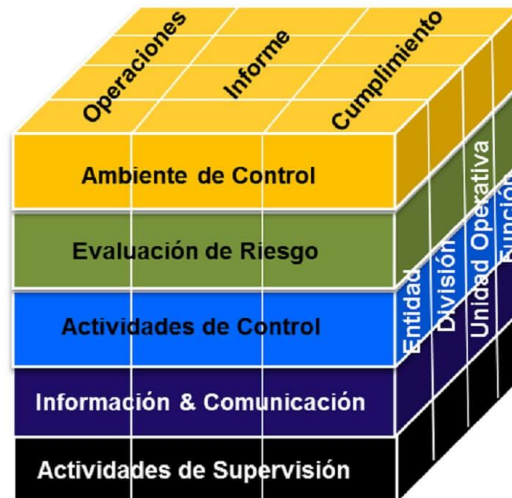 Operaciones
Informe
Cumplimiento
Ambiente de Control
Evaluación de Riesgo
Actividades de Control
Información & Comunicación
Actividades de Supervisión
Entidad
División
Unidad Operativa
Función